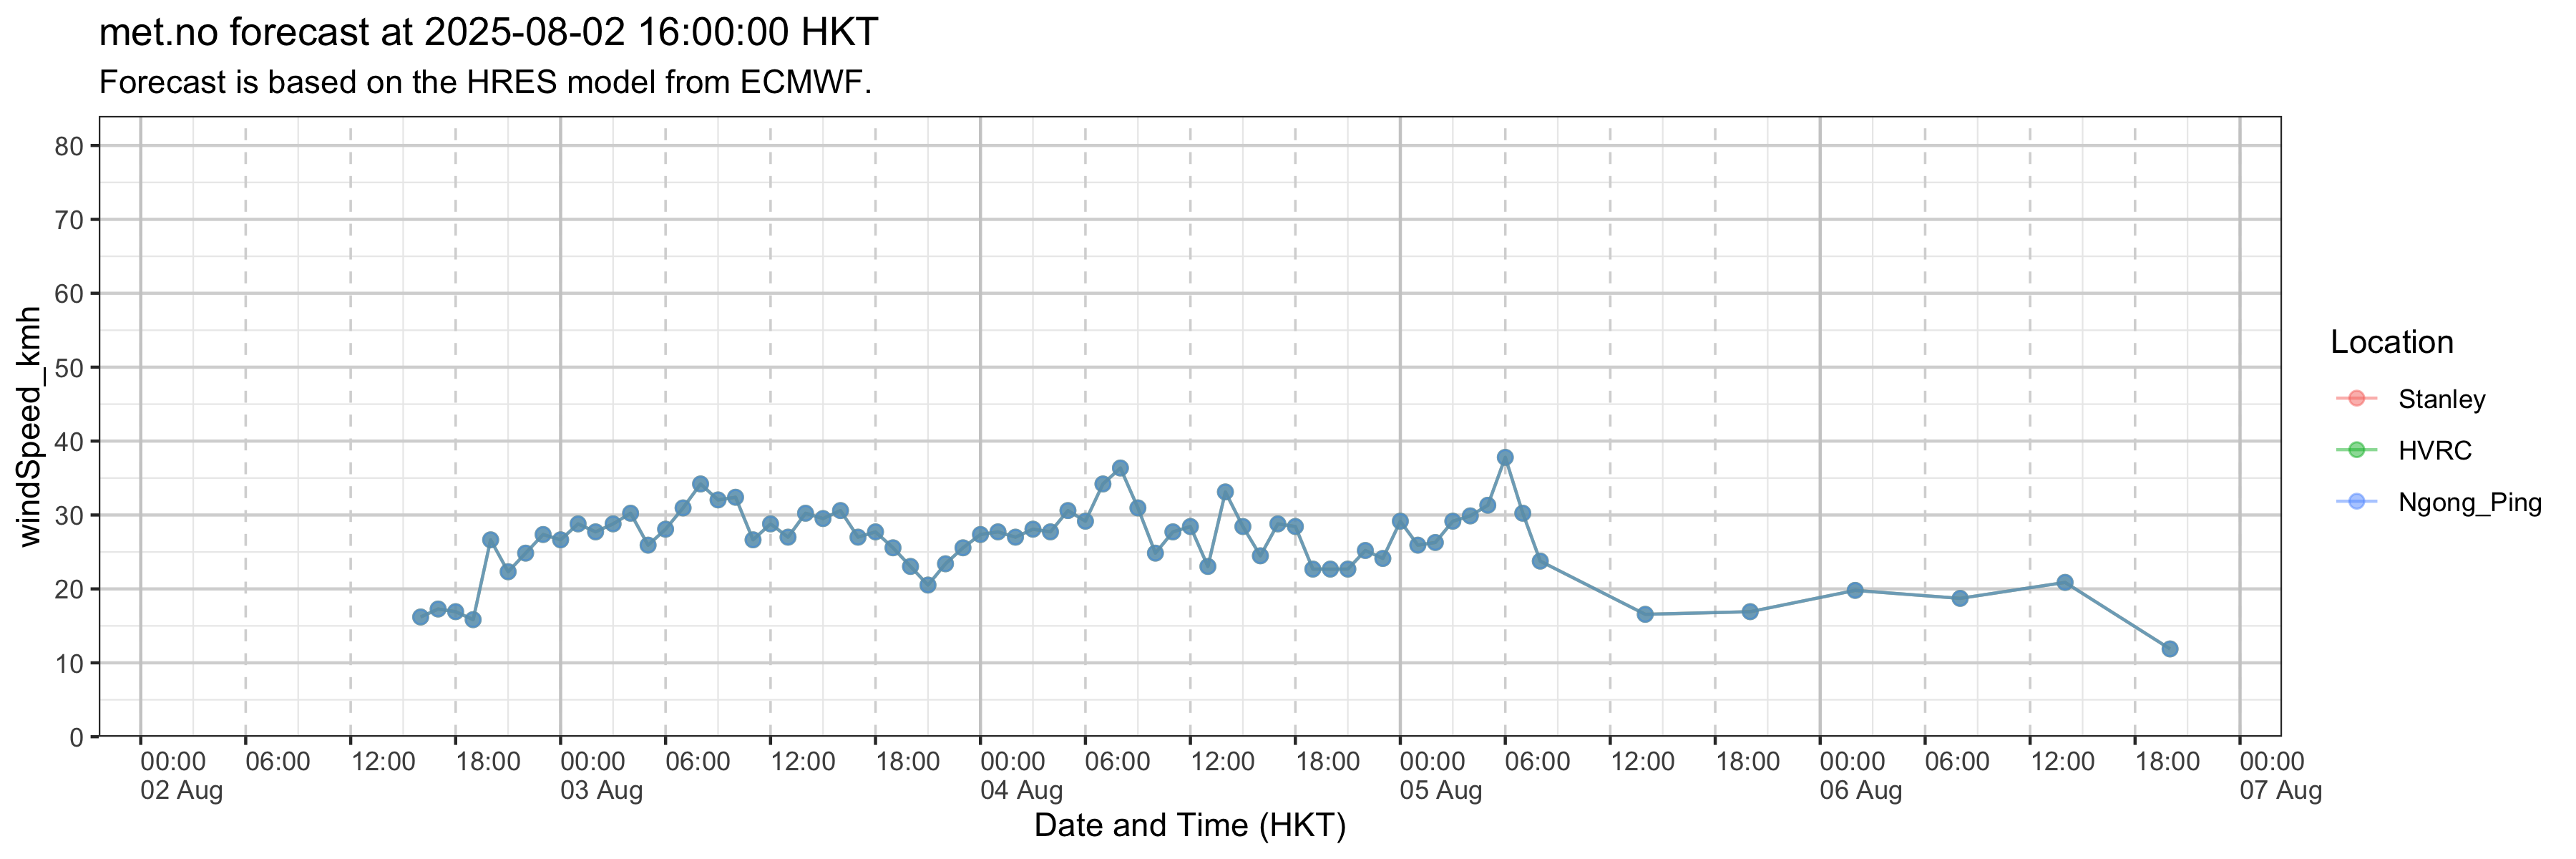 met.no forecast at 2025-08-02 16:00:00 HKT
Forecast is based on the HRES model from ECMWF.
windSpeed_kmh
80
70
60
50
40
30
20
10
0
00:00 06:00 12:00 18:00 00:00 06:00 12:00 18:00 00:00 06:00 12:00 18:00 00:00 06:00 12:00 18:00 00:00 06:00 12:00 18:00 00:00
02 Aug 03 Aug 04 Aug 05 Aug 06 Aug 07 Aug
Date and Time (HKT)
Location
Stanley
HVRC
Ngong_Ping